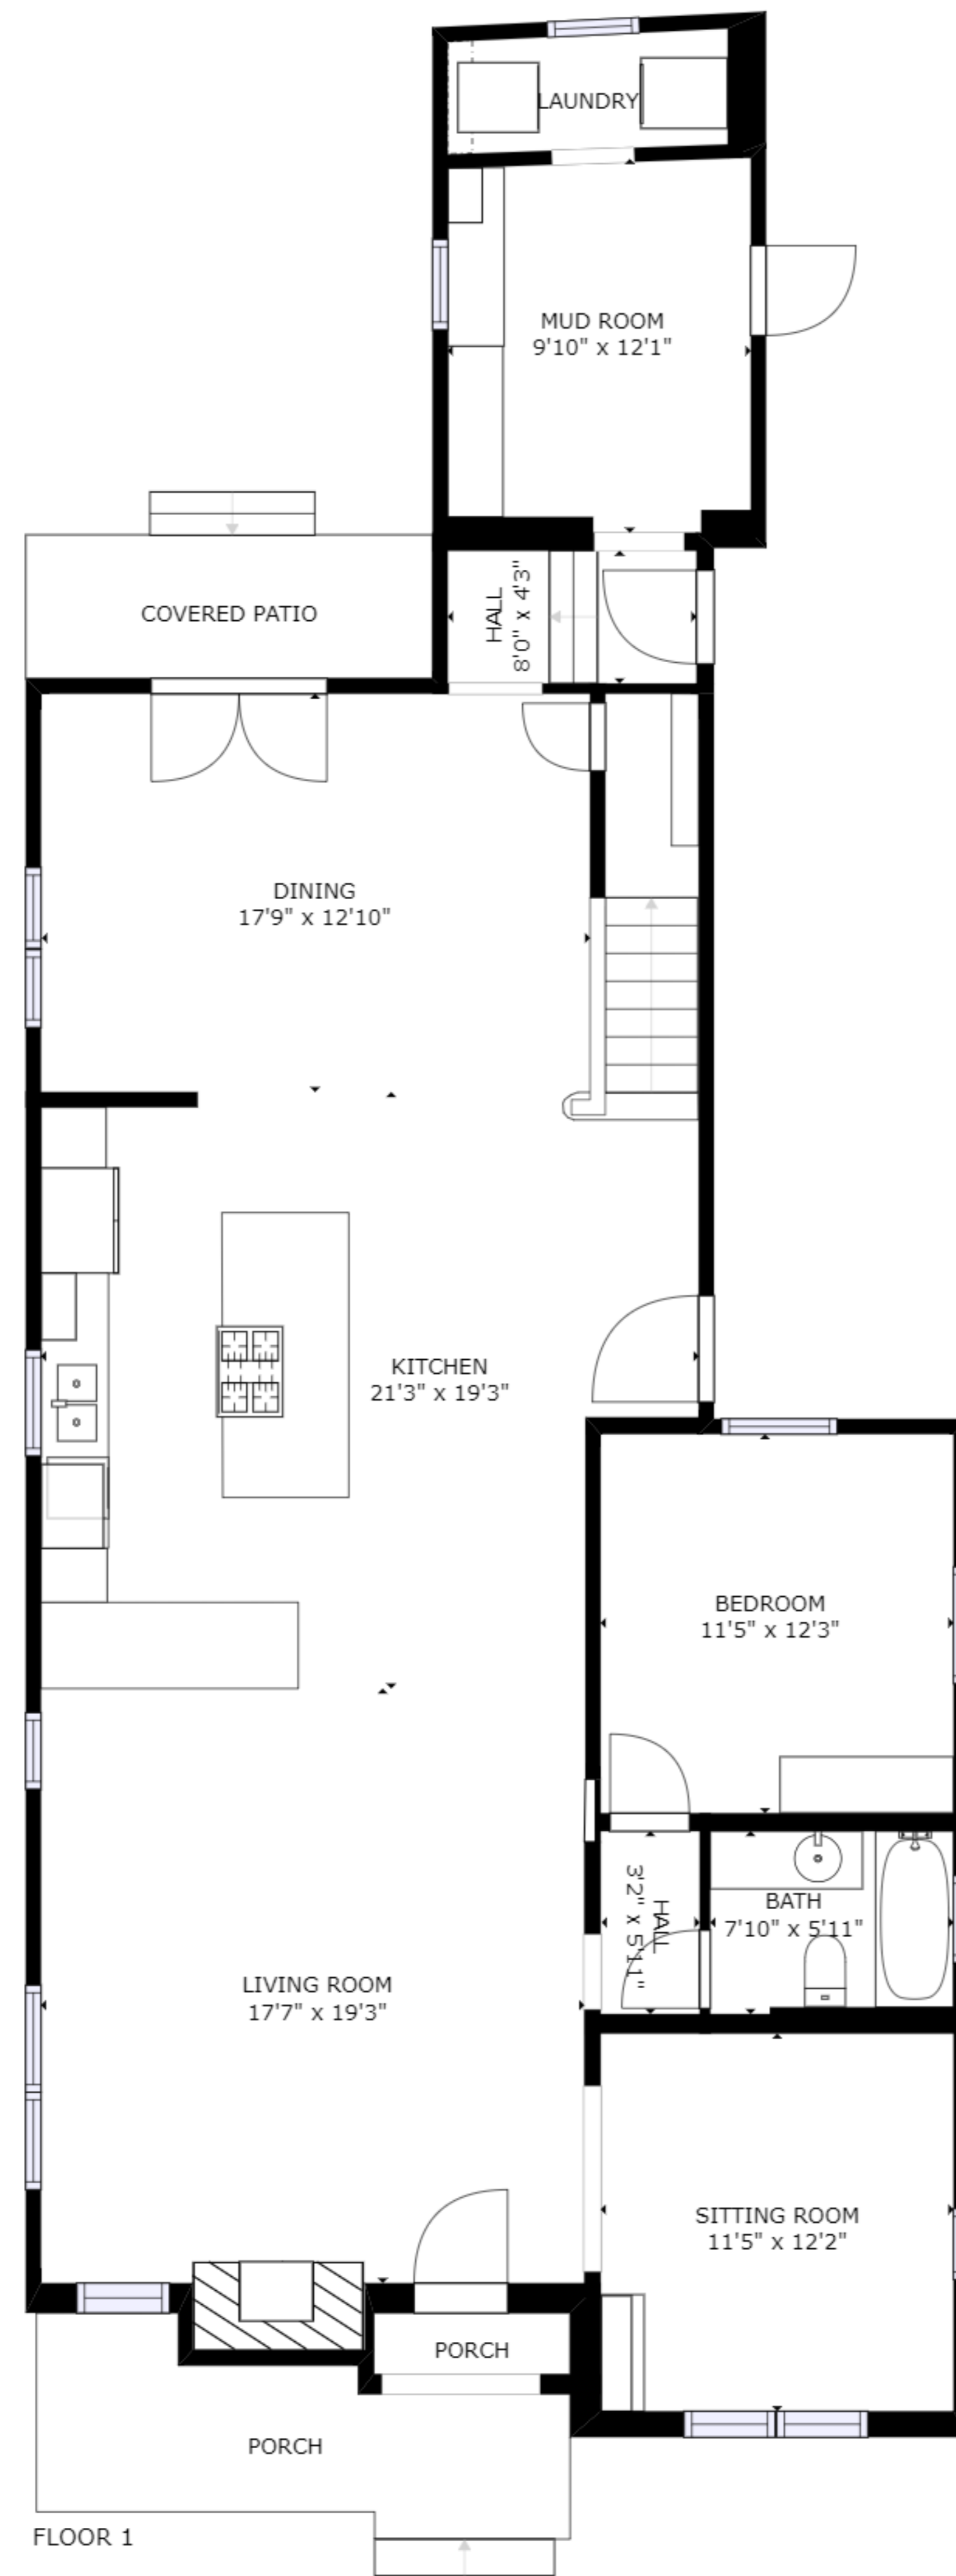 LAUNDRY
MUD ROOM
9'10" x 12'1"
HALL
8'0" x 4'3"
COVERED PATIO
DINING
17'9" x 12'10"
KITCHEN
21'3" x 19'3"
BEDROOM
11'5" x 12'3"
HALL
3'2" x 5'11"
BATH
7'10" x 5'11"
LIVING ROOM
17'7" x 19'3"
SITTING ROOM
11'5" x 12'2"
PORCH
PORCH
FLOOR 1